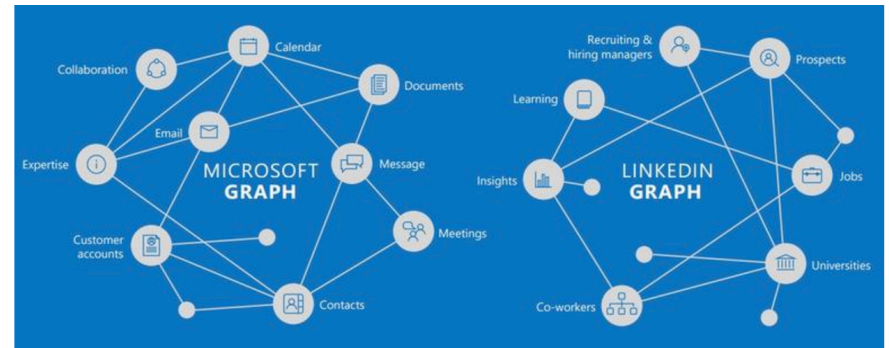 Calendar
Collaboration
Documents
Email
Expertise
MICROSOFT
GRAPH
Message
Meetings
Customer
accounts
Contacts
Recruiting &
hiring managers
Prospects
Learning
Insights
LINKEDIN
GRAPH
Jobs
Universities
Co-workers